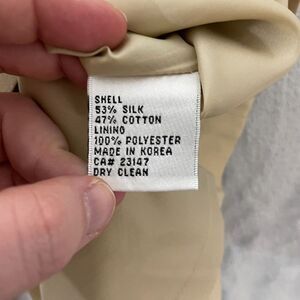 SHELL
53% SILK
47% COTTON
LINING
100% POLYESTER
MADE IN KOREA
CA# 23147
DRY CLEAN